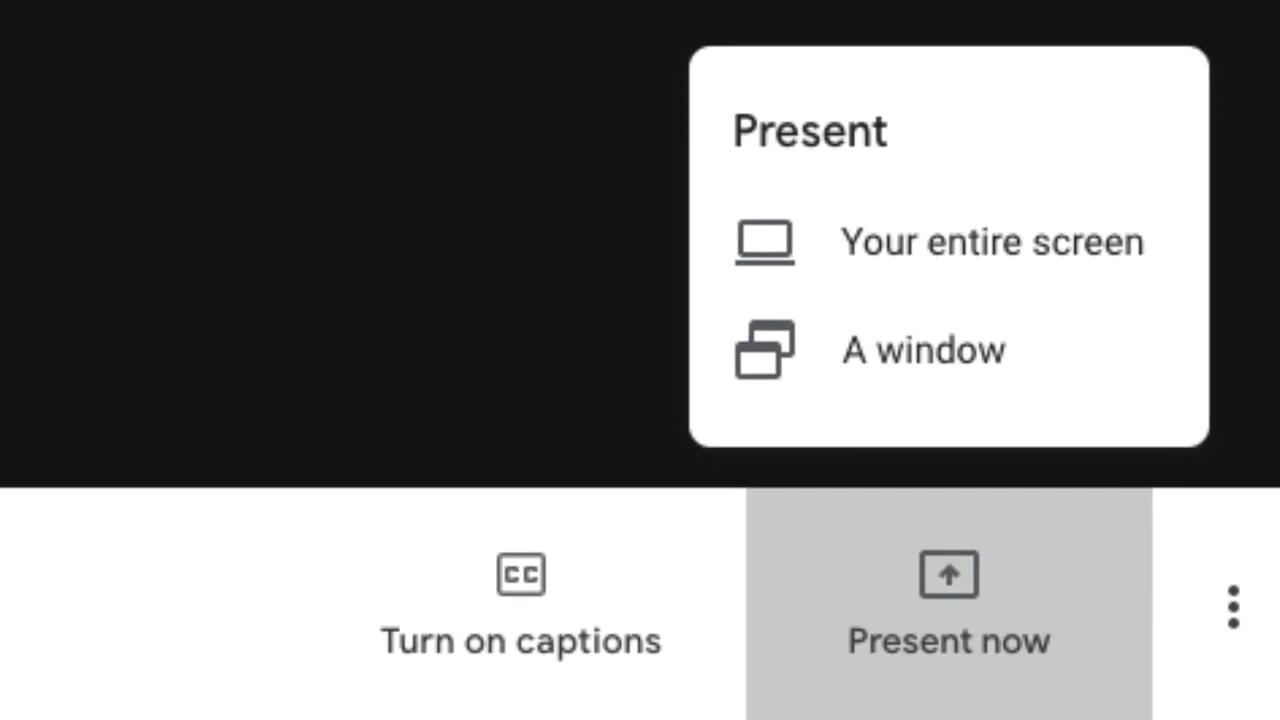 Present
Your entire screen
A window
CC
Turn on captions
Present now